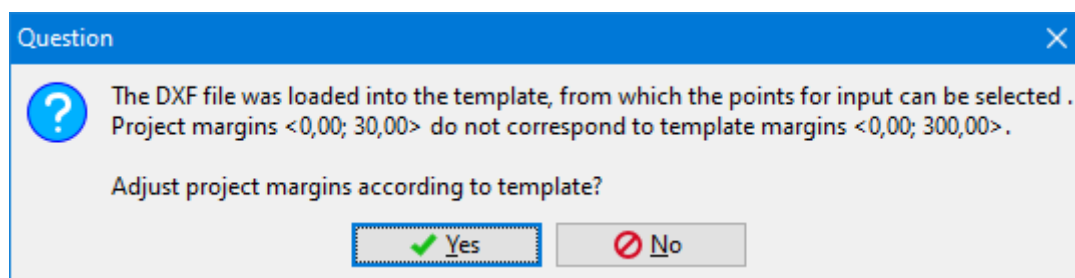 Question
The DXF file was loaded into the template, from which the points for input can be selected .
Project margins <0,00; 30,00> do not correspond to template margins <0,00; 300,00>.
Adjust project margins according to template?
Yes
No